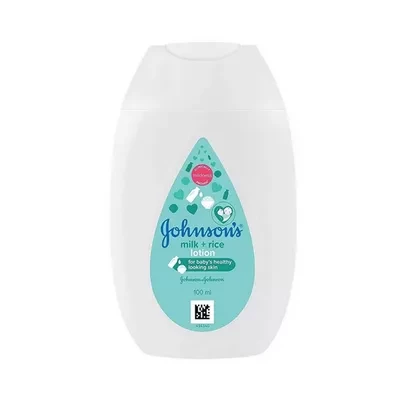 Johnson's®
milk + rice
lotion
for baby's healthy
looking skin
Johnson & Johnson
100 ml